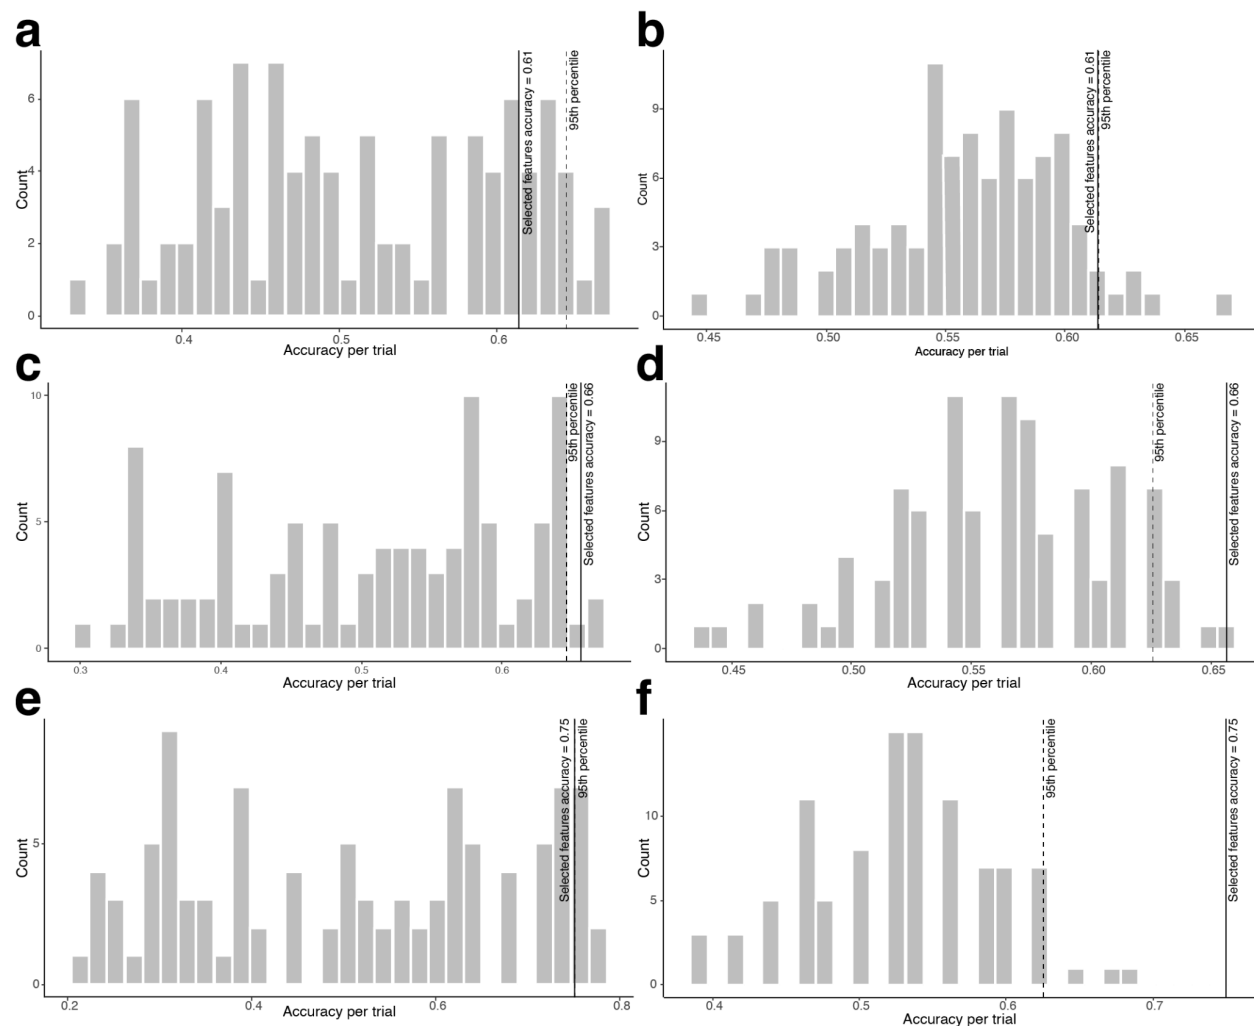 a
Count
6
4
2
0
Selected features accuracy = 0.61
95th percentile
0.4
0.5
0.6
Accuracy per trial
b
Count
9
6
3
0
Selected features accuracy = 0.61
95th percentile
0.45
0.50
0.55
0.60
0.65
Accuracy per trial
c
Count
10
5
0
95th percentile
Selected features accuracy = 0.66
0.3
0.4
0.5
0.6
Accuracy per trial
d
Count
9
6
3
0
95th percentile
Selected features accuracy = 0.66
0.45
0.50
0.55
0.60
0.65
Accuracy per trial
e
Count
5
0
Selected features accuracy = 0.75
95th percentile
0.2
0.4
0.6
0.8
Accuracy per trial
f
Count
10
5
0
95th percentile
Selected features accuracy = 0.75
0.4
0.5
0.6
0.7
Accuracy per trial